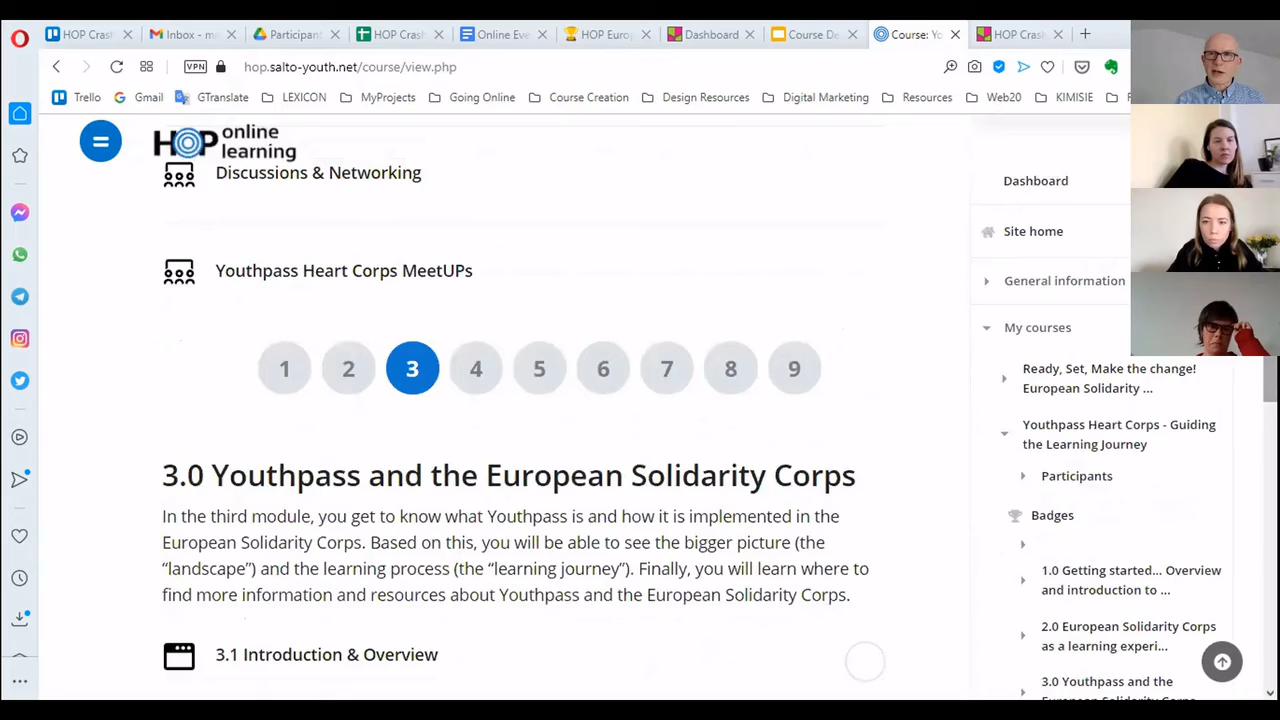 HOP Cras
Inbox - m
Participan
HOP Cras
Online Eve
HOP Euro
Dashboard
Course De
Course: Yo
HOP Cras
VPN
hop.salto-youth.net/course/view.php
Trello
Gmail
GTranslate
LEXICON
MyProjects
Going Online
Course Creation
Design Resources
Digital Marketing
Resources
Web20
KIMISIE
HOP online learning
Discussions & Networking
Youthpass Heart Corps MeetUPs
1 2 3 4 5 6 7 8 9
3.0 Youthpass and the European Solidarity Corps
In the third module, you get to know what Youthpass is and how it is implemented in the
European Solidarity Corps. Based on this, you will be able to see the bigger picture (the
“landscape”) and the learning process (the “learning journey”). Finally, you will learn where to
find more information and resources about Youthpass and the European Solidarity Corps.
3.1 Introduction & Overview
Dashboard
Site home
General information
My courses
Ready, Set, Make the change!
European Solidarity ...
Youthpass Heart Corps - Guiding
the Learning Journey
Participants
Badges
1.0 Getting started... Overview
and introduction to ...
2.0 European Solidarity Corps
as a learning experi...
3.0 Youthpass and the
European Solidarity Corps